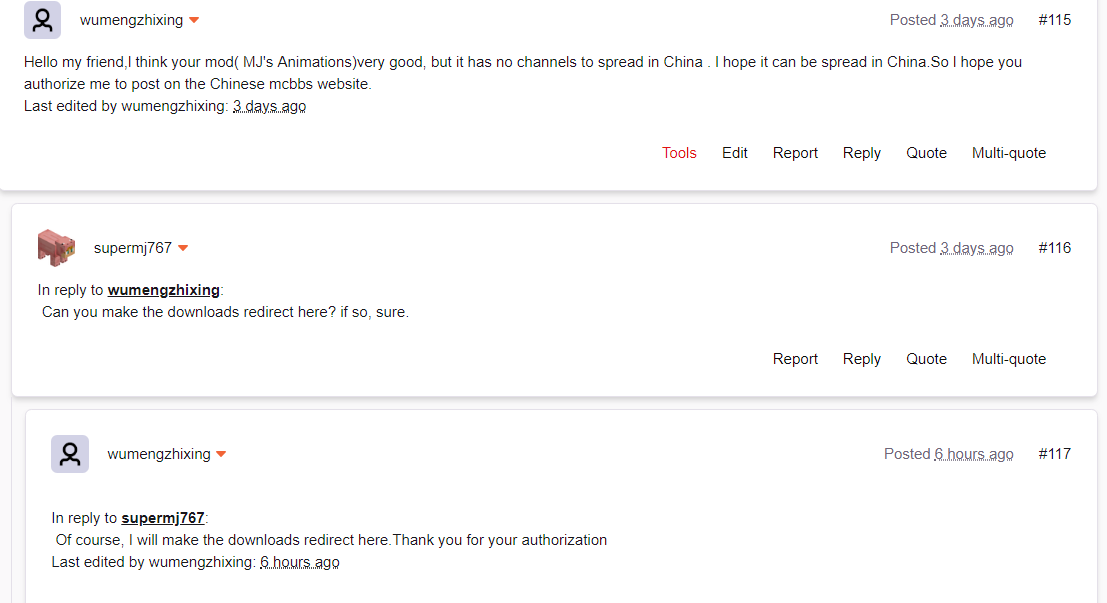 wumengzhixing Posted 3 days ago #115
Hello my friend,I think your mod( MJ's Animations)very good, but it has no channels to spread in China . I hope it can be spread in China.So I hope you
authorize me to post on the Chinese mcbbs website.
Last edited by wumengzhixing: 3 days ago
Tools Edit Report Reply Quote Multi-quote
supermj767 Posted 3 days ago #116
In reply to wumengzhixing:
Can you make the downloads redirect here? if so, sure.
Report Reply Quote Multi-quote
wumengzhixing Posted 6 hours ago #117
In reply to supermj767:
Of course, I will make the downloads redirect here.Thank you for your authorization
Last edited by wumengzhixing: 6 hours ago